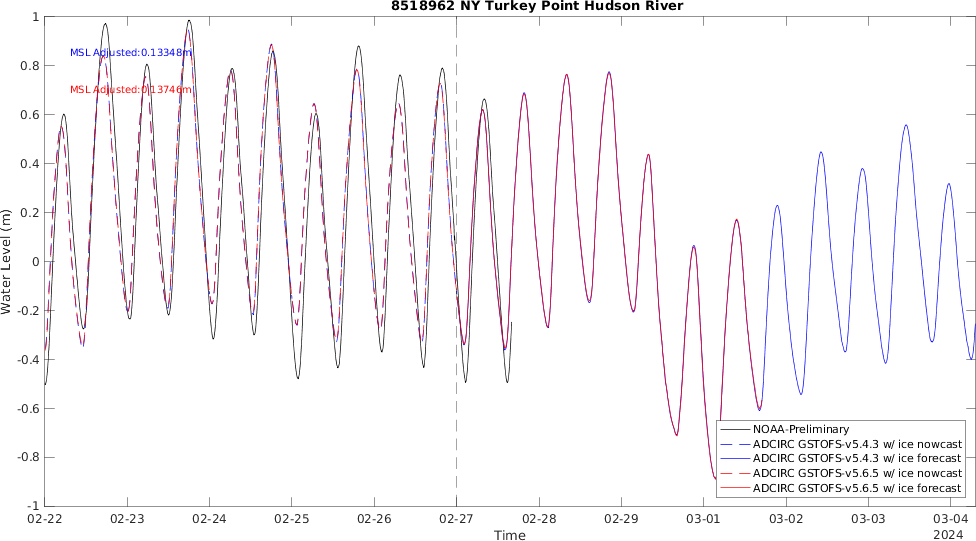 8518962 NY Turkey Point Hudson River
1
0.8
0.6
0.4
0.2
0
-0.2
-0.4
-0.6
-0.8
-1
Water Level (m)
MSL Adjusted:0.13348m
MSL Adjusted:0.13746m
NOAA-Preliminary
ADCIRC GSTOFS-v5.4.3 w/ ice nowcast
ADCIRC GSTOFS-v5.4.3 w/ ice forecast
ADCIRC GSTOFS-v5.6.5 w/ ice nowcast
ADCIRC GSTOFS-v5.6.5 w/ ice forecast
02-22 02-23 02-24 02-25 02-26 02-27 02-28 02-29 03-01 03-02 03-03 03-04
Time
2024